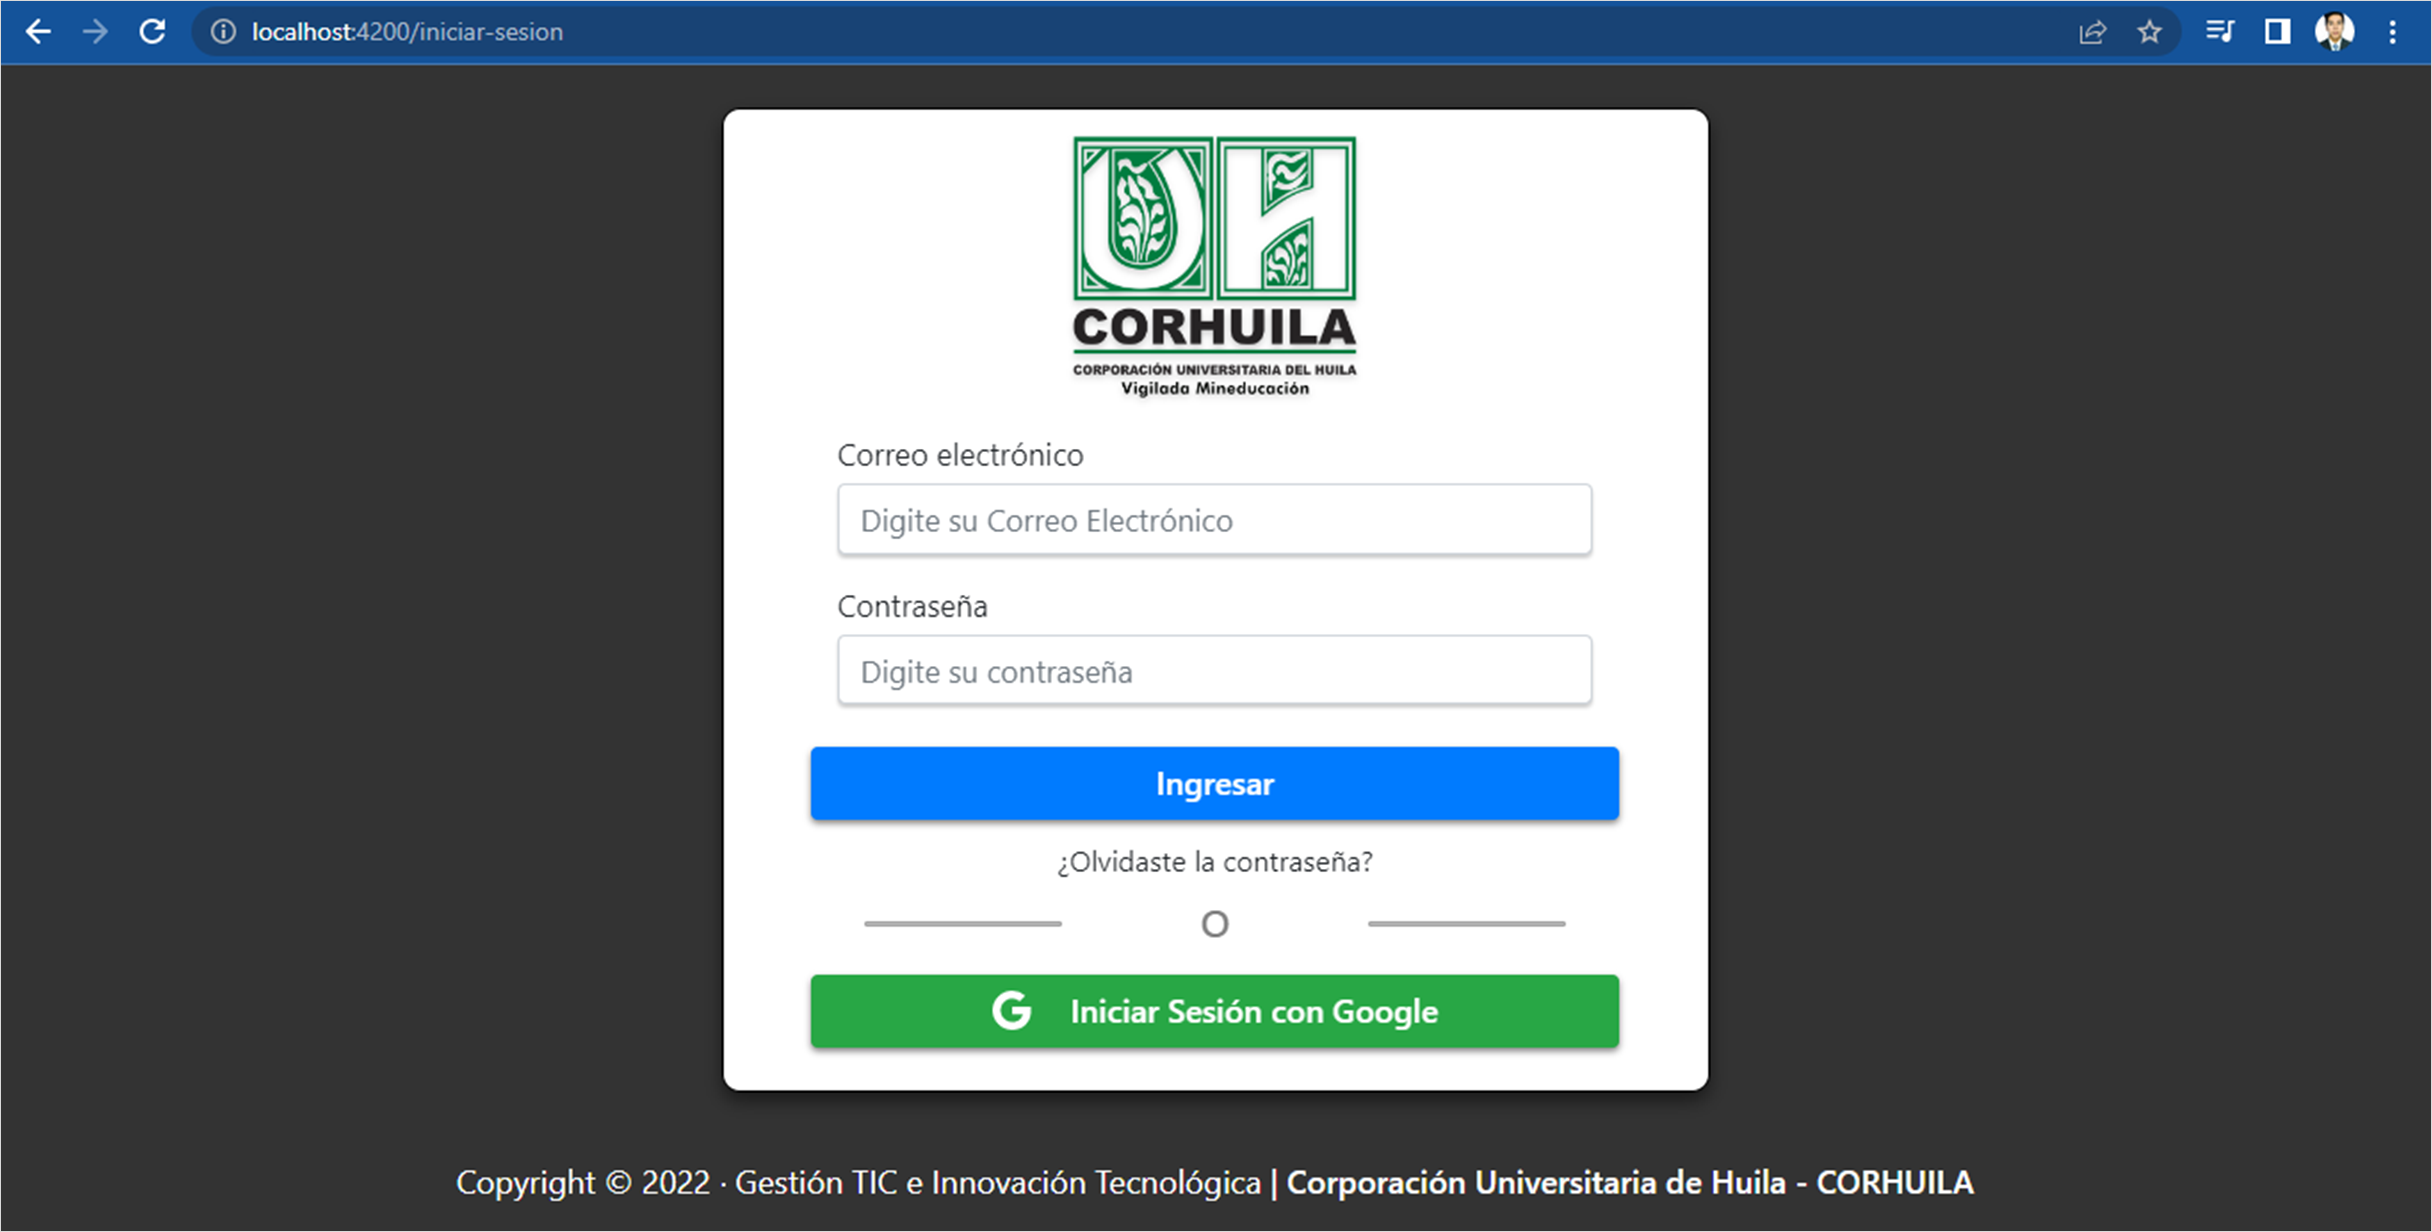 localhost:4200/iniciar-sesion
UH
CORHUILA
CORPORACIÓN UNIVERSITARIA DEL HUILA
Vigilada Mineducación
Correo electrónico
Digite su Correo Electrónico
Contraseña
Digite su contraseña
Ingresar
¿Olvidaste la contraseña?
O
G Iniciar Sesión con Google
Copyright © 2022 · Gestión TIC e Innovación Tecnológica | Corporación Universitaria de Huila - CORHUILA